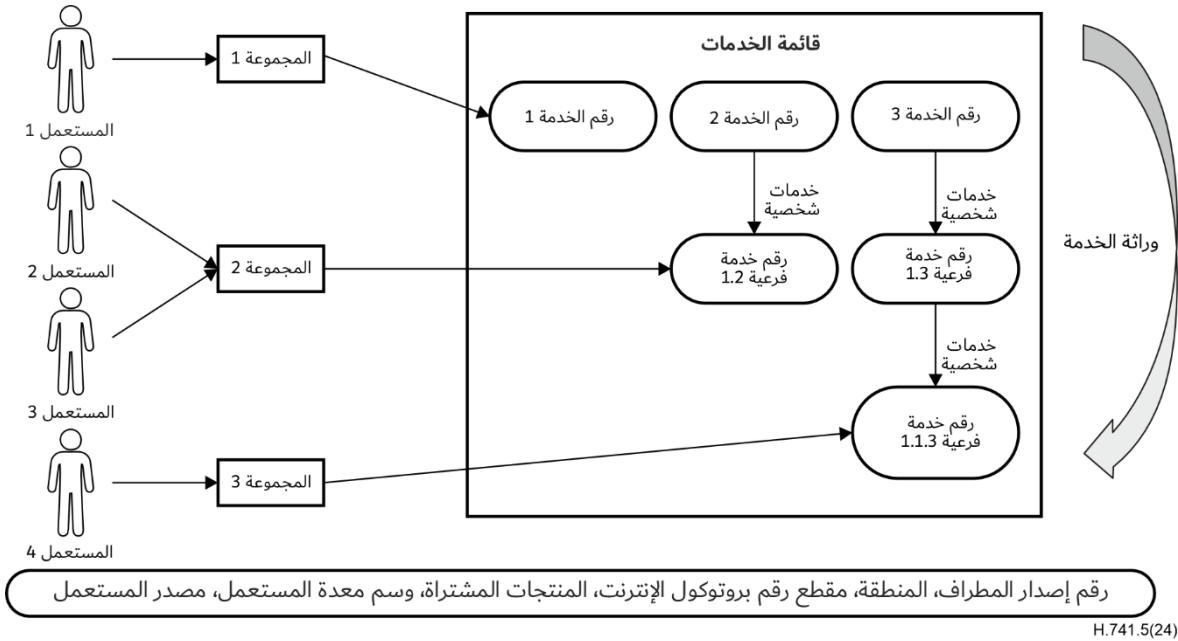 قائمة الخدمات
المجموعة 1
رقم الخدمة 1
رقم الخدمة 2
رقم الخدمة 3
المستعمل 1
خدمات
شخصية
خدمات
شخصية
وراثة الخدمة
المستعمل 2
المجموعة 2
رقم خدمة
فرعية 1.2
رقم خدمة
فرعية 1.3
خدمات
شخصية
المستعمل 3
رقم خدمة
فرعية 1.1.3
المجموعة 3
المستعمل 4
رقم إصدار المطراف، المنطقة، مقطع رقم بروتوكول الإنترنت، المنتجات المشتراة، وسم معدة المستعمل، مصدر المستعمل
H.741.5(24)